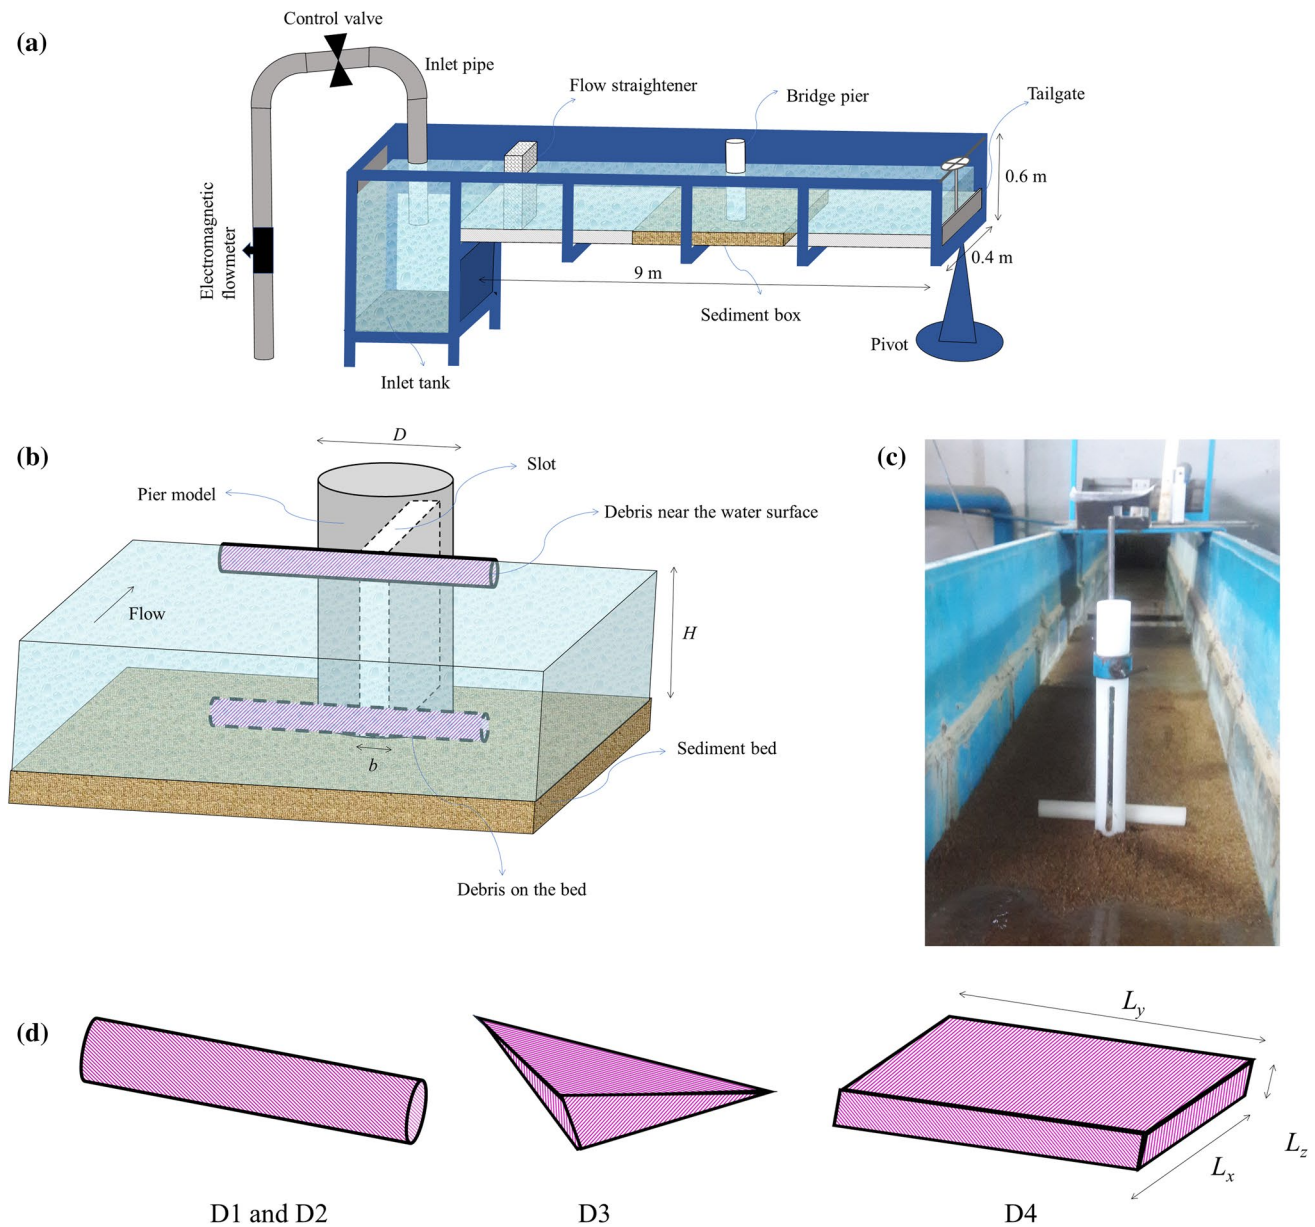 (a)
Control valve
Inlet pipe
Flow straightener
Bridge pier
Tailgate
0.6 m
0.4 m
9 m
Electromagnetic
flowmeter
Sediment box
Pivot
Inlet tank
(b)
D
Slot
Pier model
Debris near the water surface
Flow
H
b
Sediment bed
Debris on the bed
(c)
(d)
Ly
Lz
Lx
D1 and D2
D3
D4